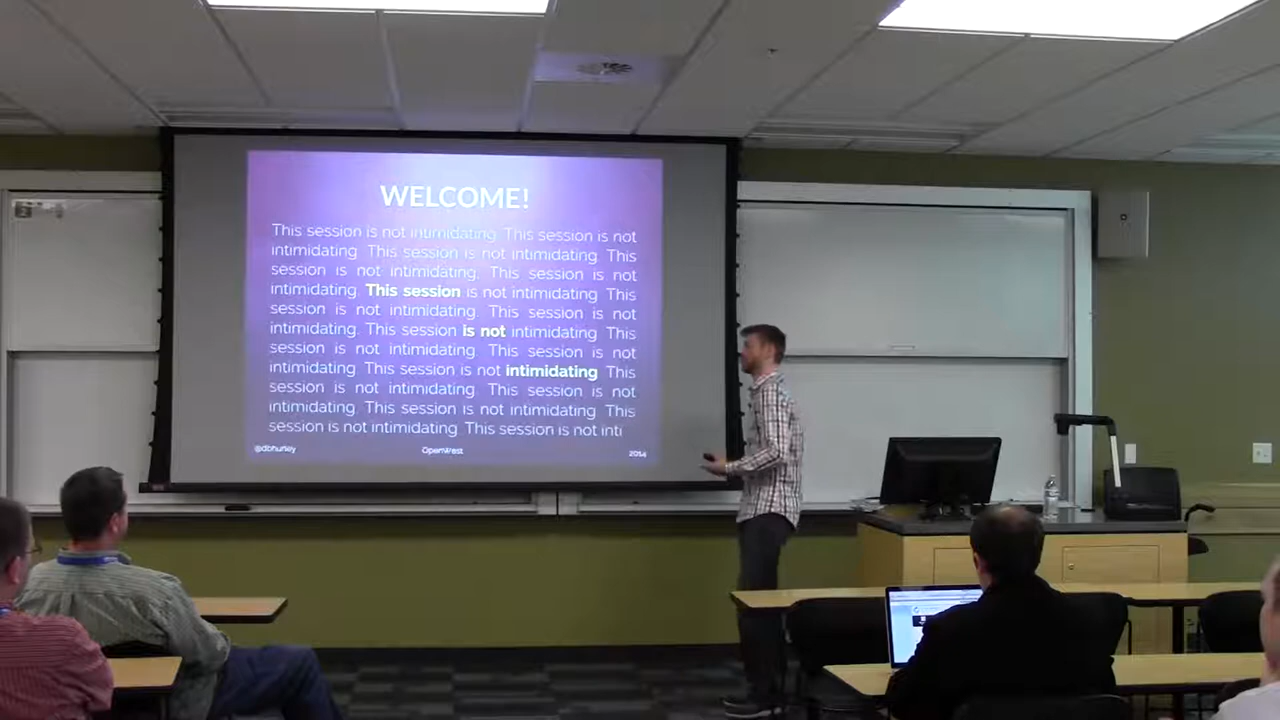 WELCOME!
This session is not intimidating. This session is not
intimidating. This session is not intimidating. This
session is not intimidating. This session is not
intimidating. This session is not intimidating. This
session is not intimidating. This session is not
intimidating. This session is not intimidating. This
session is not intimidating. This session is not
intimidating. This session is not intimidating. This
session is not intimidating. This session is not
intimidating. This session is not intimidating. This
session is not intimidating. This session is not inti
@dbhurley
OpenWest
2014